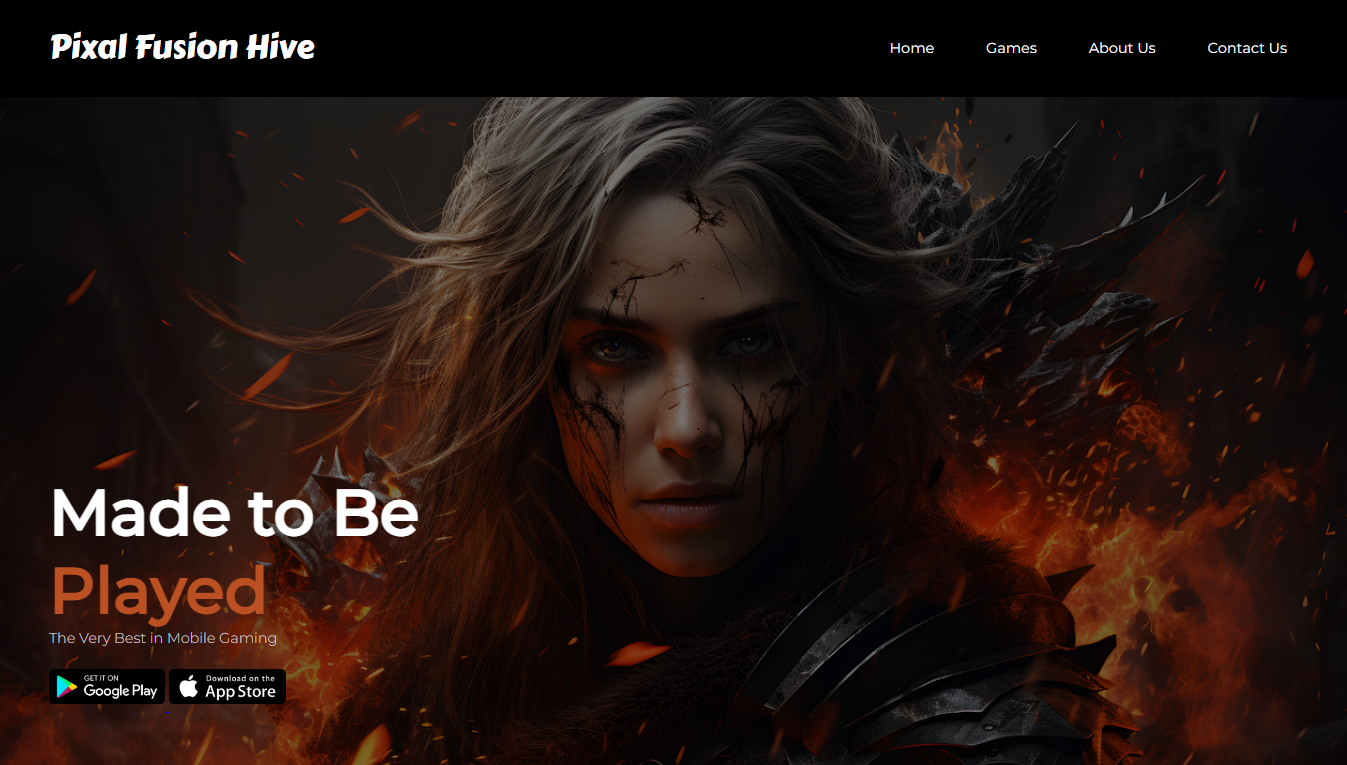 Pixal Fusion Hive
Home Games About Us Contact Us
Made to Be
Played
The Very Best in Mobile Gaming
GET IT ON
Google Play
Download on the
App Store